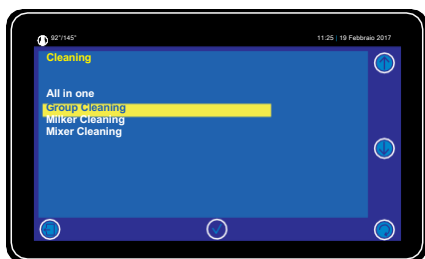 92°/145° 11:25 | 19 Febbraio 2017
Cleaning
All in one
Group Cleaning
Milker Cleaning
Mixer Cleaning